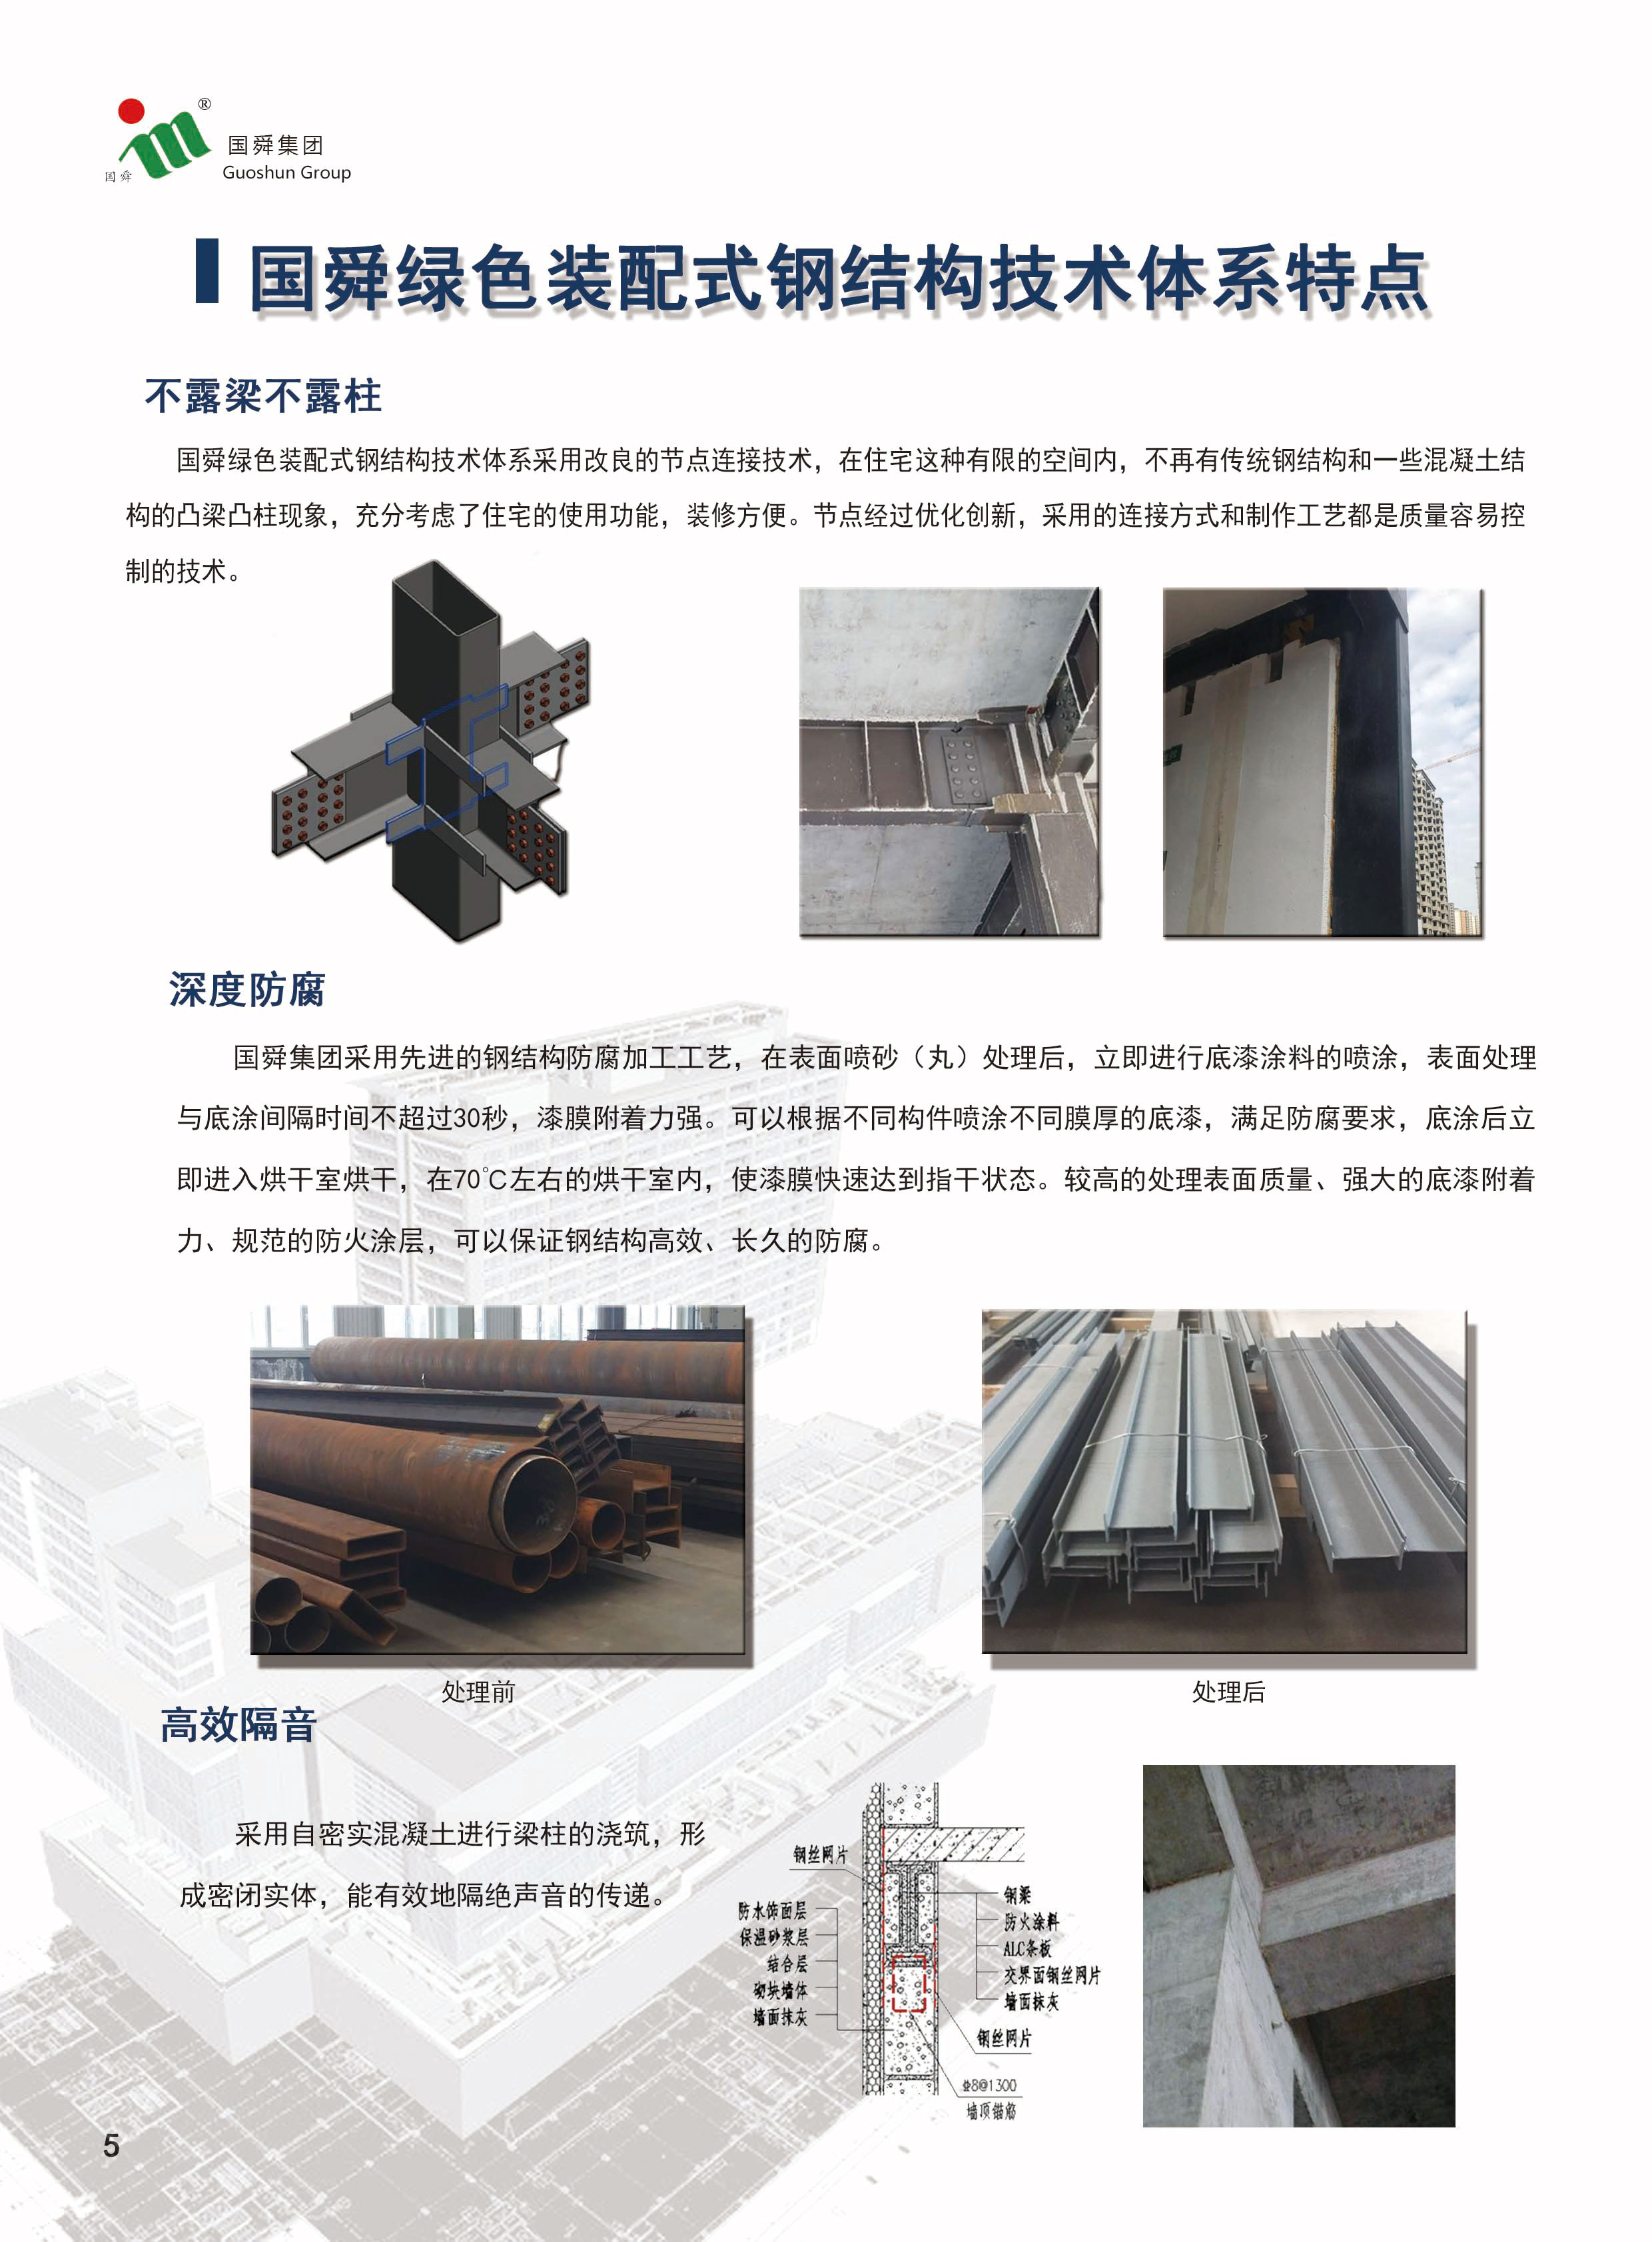 ®
国舜集团
Guoshun Group
国舜
国舜绿色装配式钢结构技术体系特点
不露梁不露柱
国舜绿色装配式钢结构技术体系采用改良的节点连接技术，在住宅这种有限的空间内，不再有传统钢结构和一些混凝土结
构的凸梁凸柱现象，充分考虑了住宅的使用功能，装修方便。节点经过优化创新，采用的连接方式和制作工艺都是质量容易控
制的技术。
深度防腐
国舜集团采用先进的钢结构防腐加工工艺，在表面喷砂（丸）处理后，立即进行底漆涂料的喷涂，表面处理
与底涂间隔时间不超过30秒，漆膜附着力强。可以根据不同构件喷涂不同膜厚的底漆，满足防腐要求，底涂后立
即进入烘干室烘干，在70℃左右的烘干室内，使漆膜快速达到指干状态。较高的处理表面质量、强大的底漆附着
力、规范的防火涂层，可以保证钢结构高效、长久的防腐。
处理前
处理后
高效隔音
采用自密实混凝土进行梁柱的浇筑，形
成密闭实体，能有效地隔绝声音的传递。
钢丝网片
防水饰面层
保温砂浆层
结合层
砌块墙体
墙面抹灰
钢梁
防火涂料
ALC条板
交界面钢丝网片
墙面抹灰
钢丝网片
Φ8@1300
墙顶锚筋
5